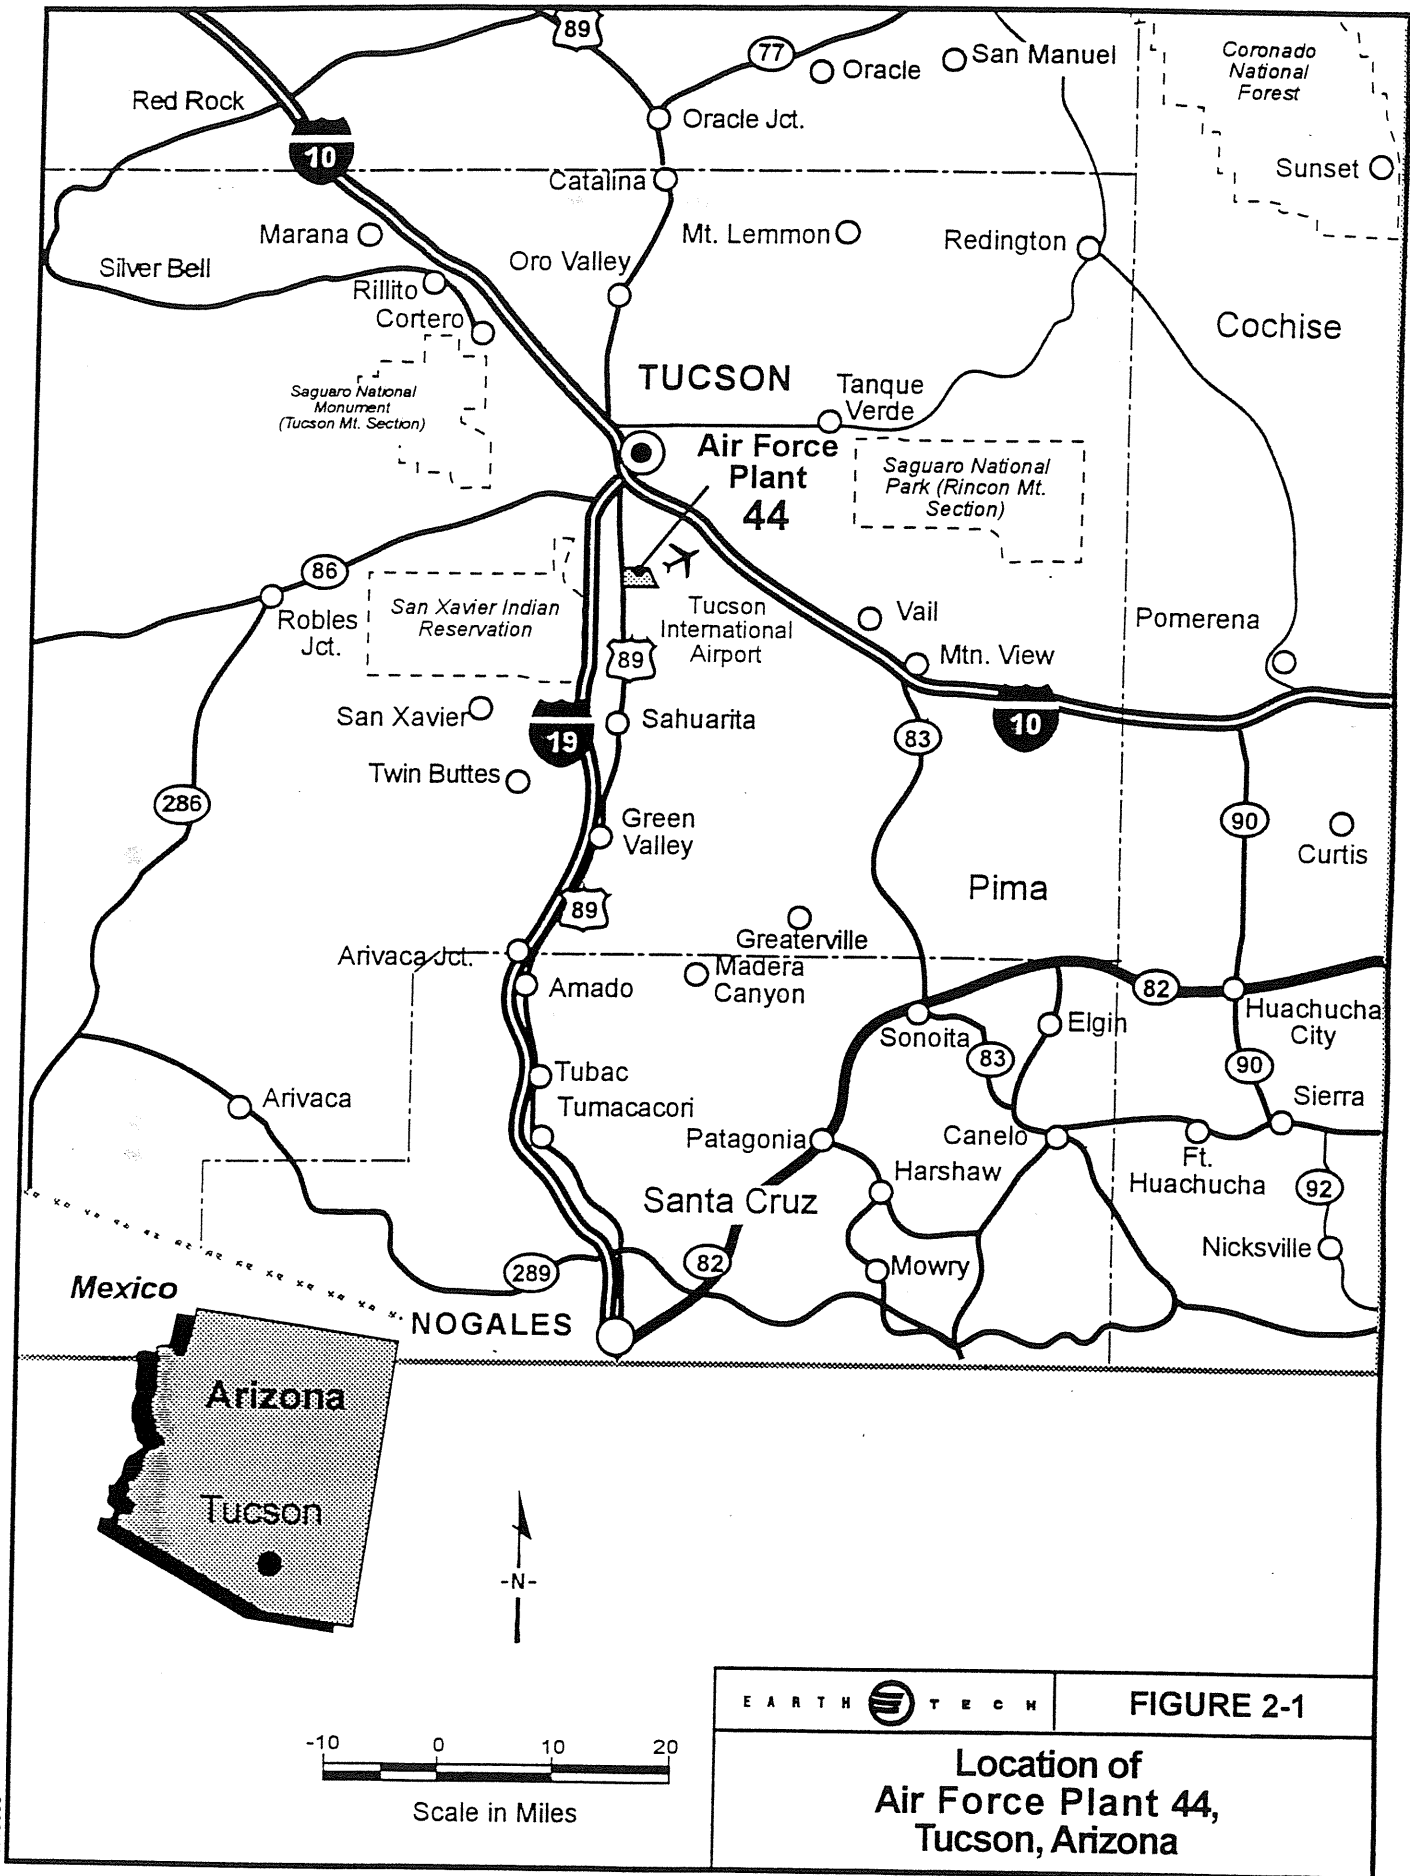 89
77
Oracle
San Manuel
Coronado
National
Forest
Red Rock
Oracle Jct.
10
Sunset
Catalina
Marana
Mt. Lemmon
Redington
Oro Valley
Silver Bell
Rillito
Cortero
Cochise
TUCSON
Tanque
Verde
Saguaro National
Monument
(Tucson Mt. Section)
Air Force
Plant
44
Saguaro National
Park (Rincon Mt.
Section)
86
San Xavier Indian
Reservation
Tucson
International
Airport
Vail
Pomerena
Robles
Jct.
89
Mtn. View
San Xavier
19
Sahuarita
83
10
Twin Buttes
286
Green
Valley
90
Curtis
Pima
89
Greaterville
Arivaca Jct.
Madera
Canyon
Amado
82
Huachucha
City
Sonoita
Elgin
83
90
Tubac
Tumacacori
Arivaca
Sierra
Patagonia
Canelo
Ft.
Huachucha
Harshaw
92
Santa Cruz
Nicksville
289
82
Mowry
Mexico
NOGALES
Arizona
Tucson
-N-
-10 0 10 20
Scale in Miles
EARTH TECH
FIGURE 2-1
Location of
Air Force Plant 44,
Tucson, Arizona